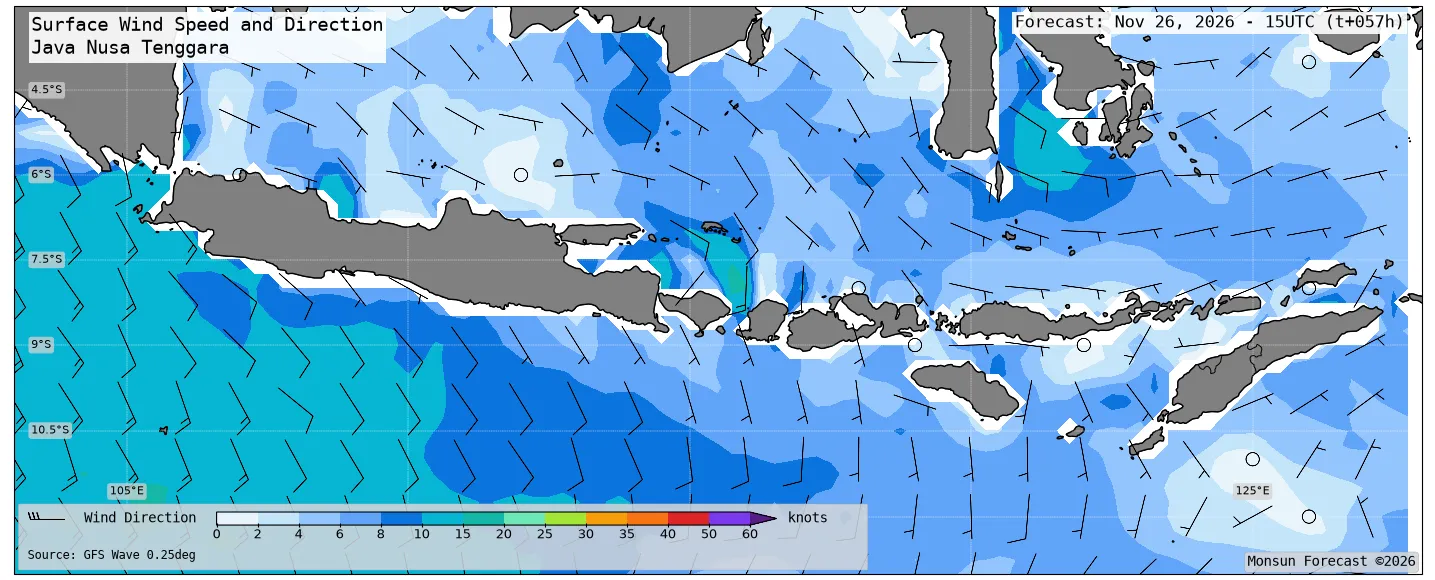 Surface Wind Speed and Direction
Java Nusa Tenggara
Forecast: Nov 26, 2026 - 15UTC (t+057h)
4.5°S
6°S
7.5°S
9°S
10.5°S
105°E
125°E
Wind Direction
knots
0 2 4 6 8 10 15 20 25 30 35 40 50 60
Source: GFS Wave 0.25deg
Monsun Forecast ©2026